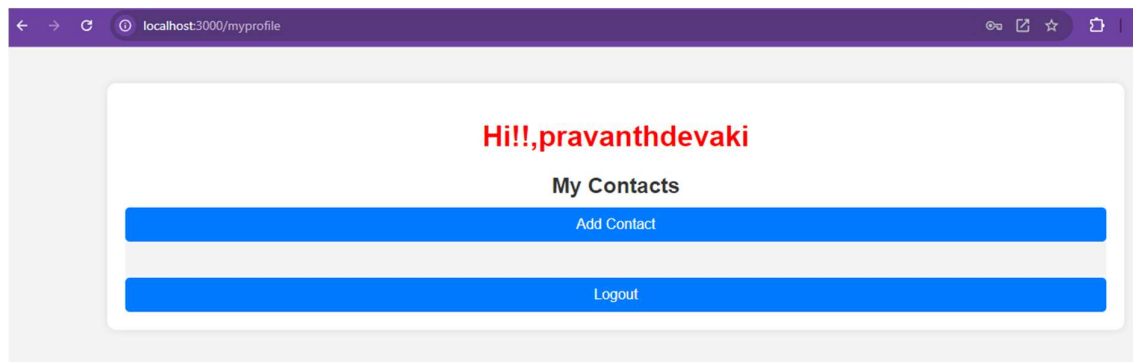 localhost:3000/myprofile
Hi!!,pravanthdevaki
My Contacts
Add Contact
Logout